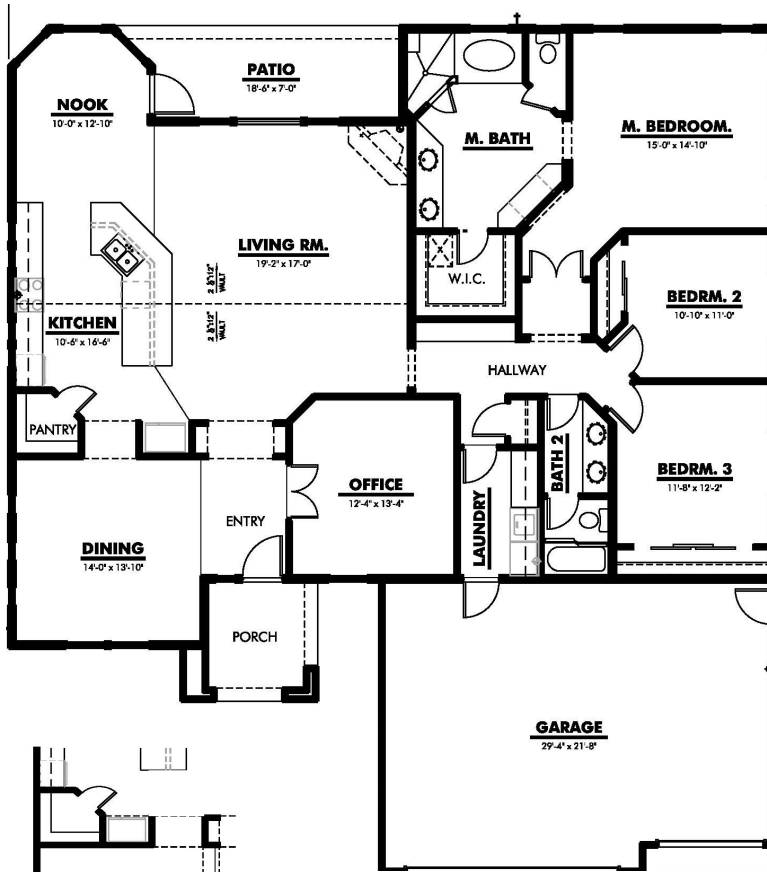 PATIO
18'-6" x 7'-0"
NOOK
10'-0" x 12'-10"
M. BATH
M. BEDROOM.
15'-0" x 14'-10"
LIVING RM.
19'-2" x 17'-0"
W.I.C.
BEDRM. 2
10'-10" x 11'-0"
VAULT
VAULT
KITCHEN
10'-6" x 16'-6"
HALLWAY
PANTRY
OFFICE
12'-4" x 13'-4"
BATH 2
BEDRM. 3
11'-8" x 12'-2"
LAUNDRY
ENTRY
DINING
14'-0" x 13'-10"
PORCH
GARAGE
29'-4" x 21'-8"